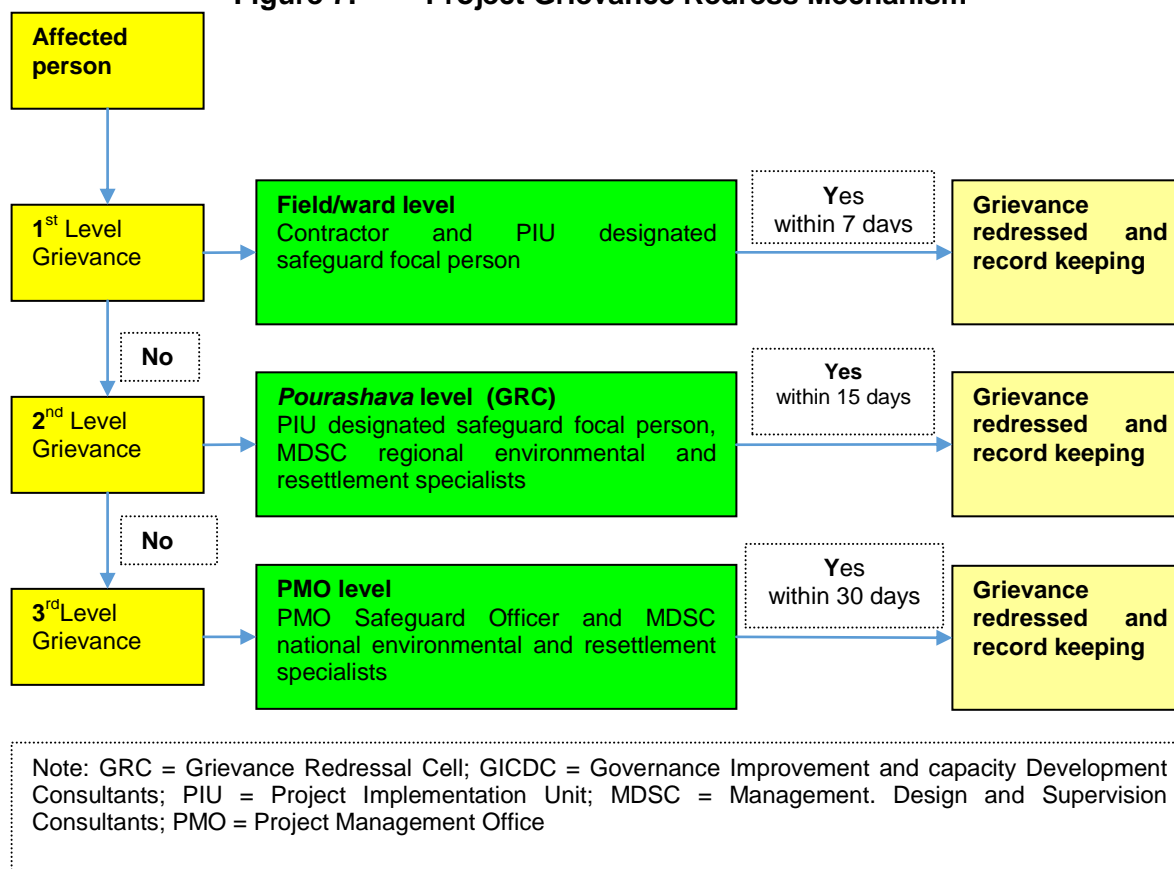 Figure 7: Project Grievance Redress Mechanism
Affected
person
1st Level
Grievance
Field/ward level
Contractor and PIU designated
safeguard focal person
Yes
within 7 days
Grievance
redressed and
record keeping
No
2nd Level
Grievance
Pourashava level (GRC)
PIU designated safeguard focal person,
MDSC regional environmental and
resettlement specialists
Yes
within 15 days
Grievance
redressed and
record keeping
No
3rdLevel
Grievance
PMO level
PMO Safeguard Officer and MDSC
national environmental and resettlement
specialists
Yes
within 30 days
Grievance
redressed and
record keeping
Note: GRC = Grievance Redressal Cell; GICDC = Governance Improvement and capacity Development
Consultants; PIU = Project Implementation Unit; MDSC = Management. Design and Supervision
Consultants; PMO = Project Management Office